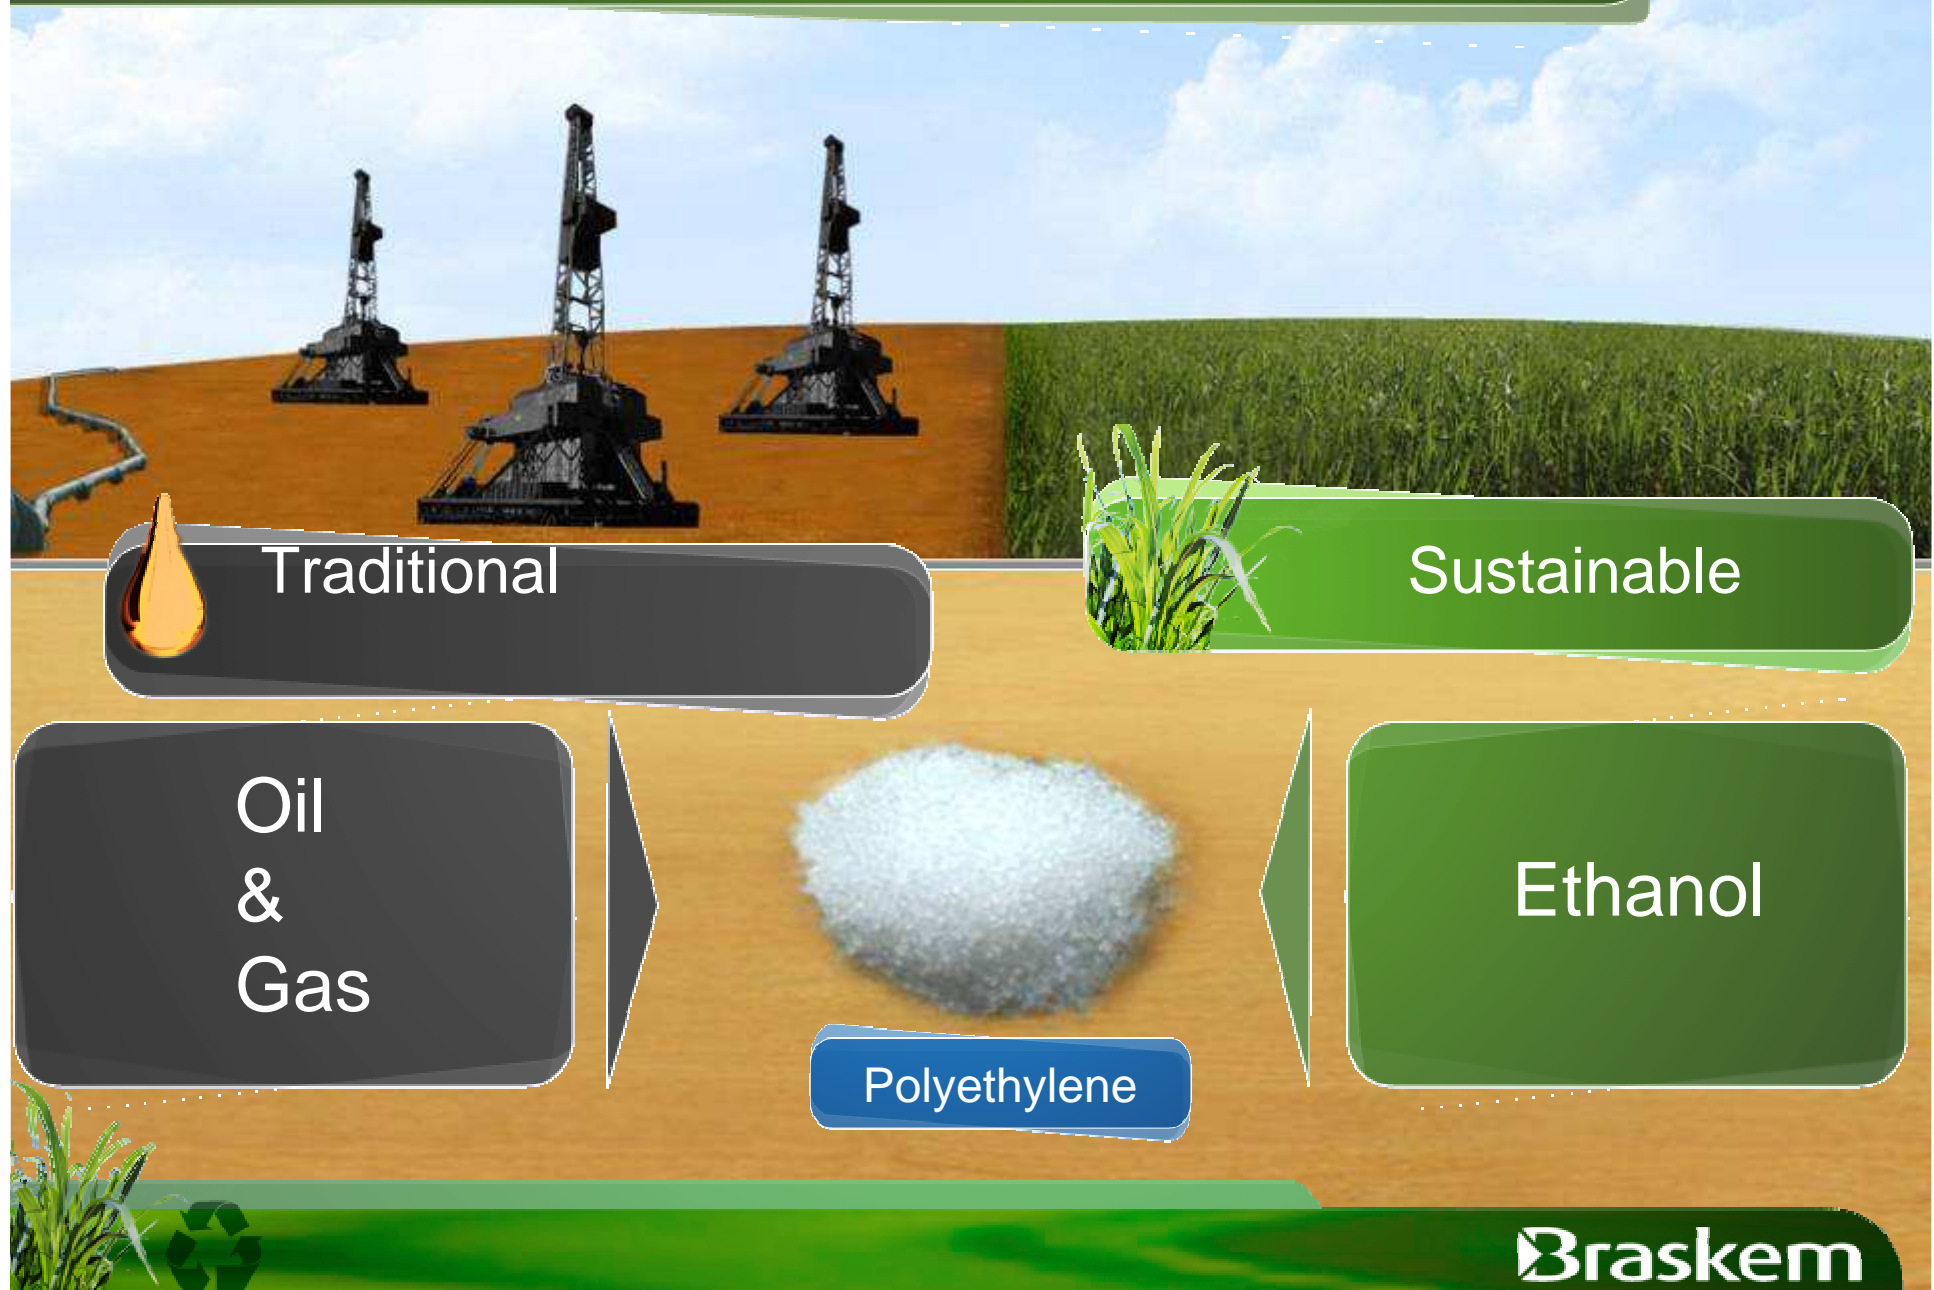 Traditional
Sustainable
Oil
&
Gas
Ethanol
Polyethylene
Braskem